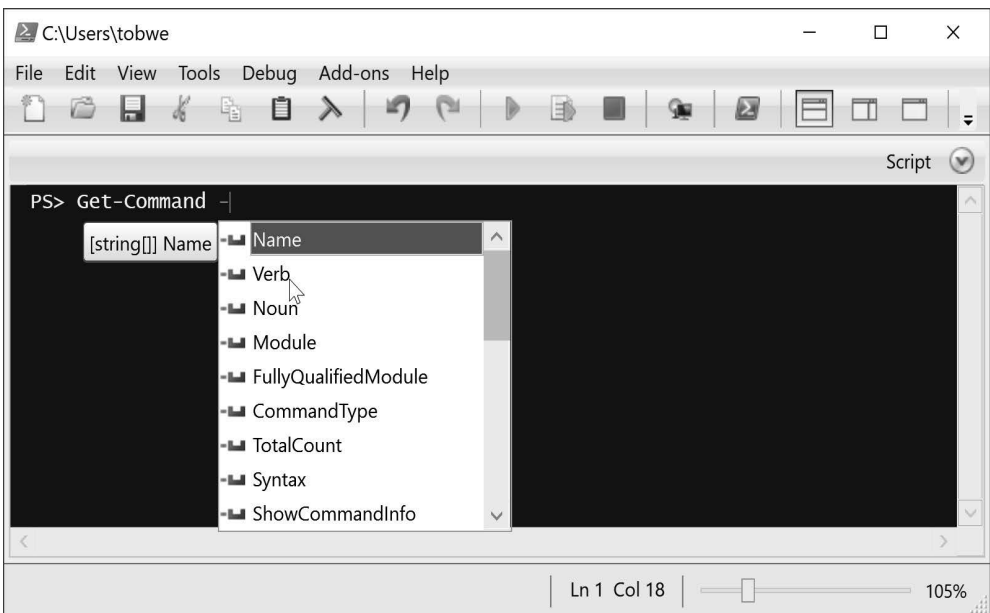 C:\Users\tobwe
File Edit View Tools Debug Add-ons Help
Script
PS> Get-Command -
[string[]] Name
Name
Verb
Noun
Module
FullyQualifiedModule
CommandType
TotalCount
Syntax
ShowCommandInfo
Ln 1 Col 18
105%